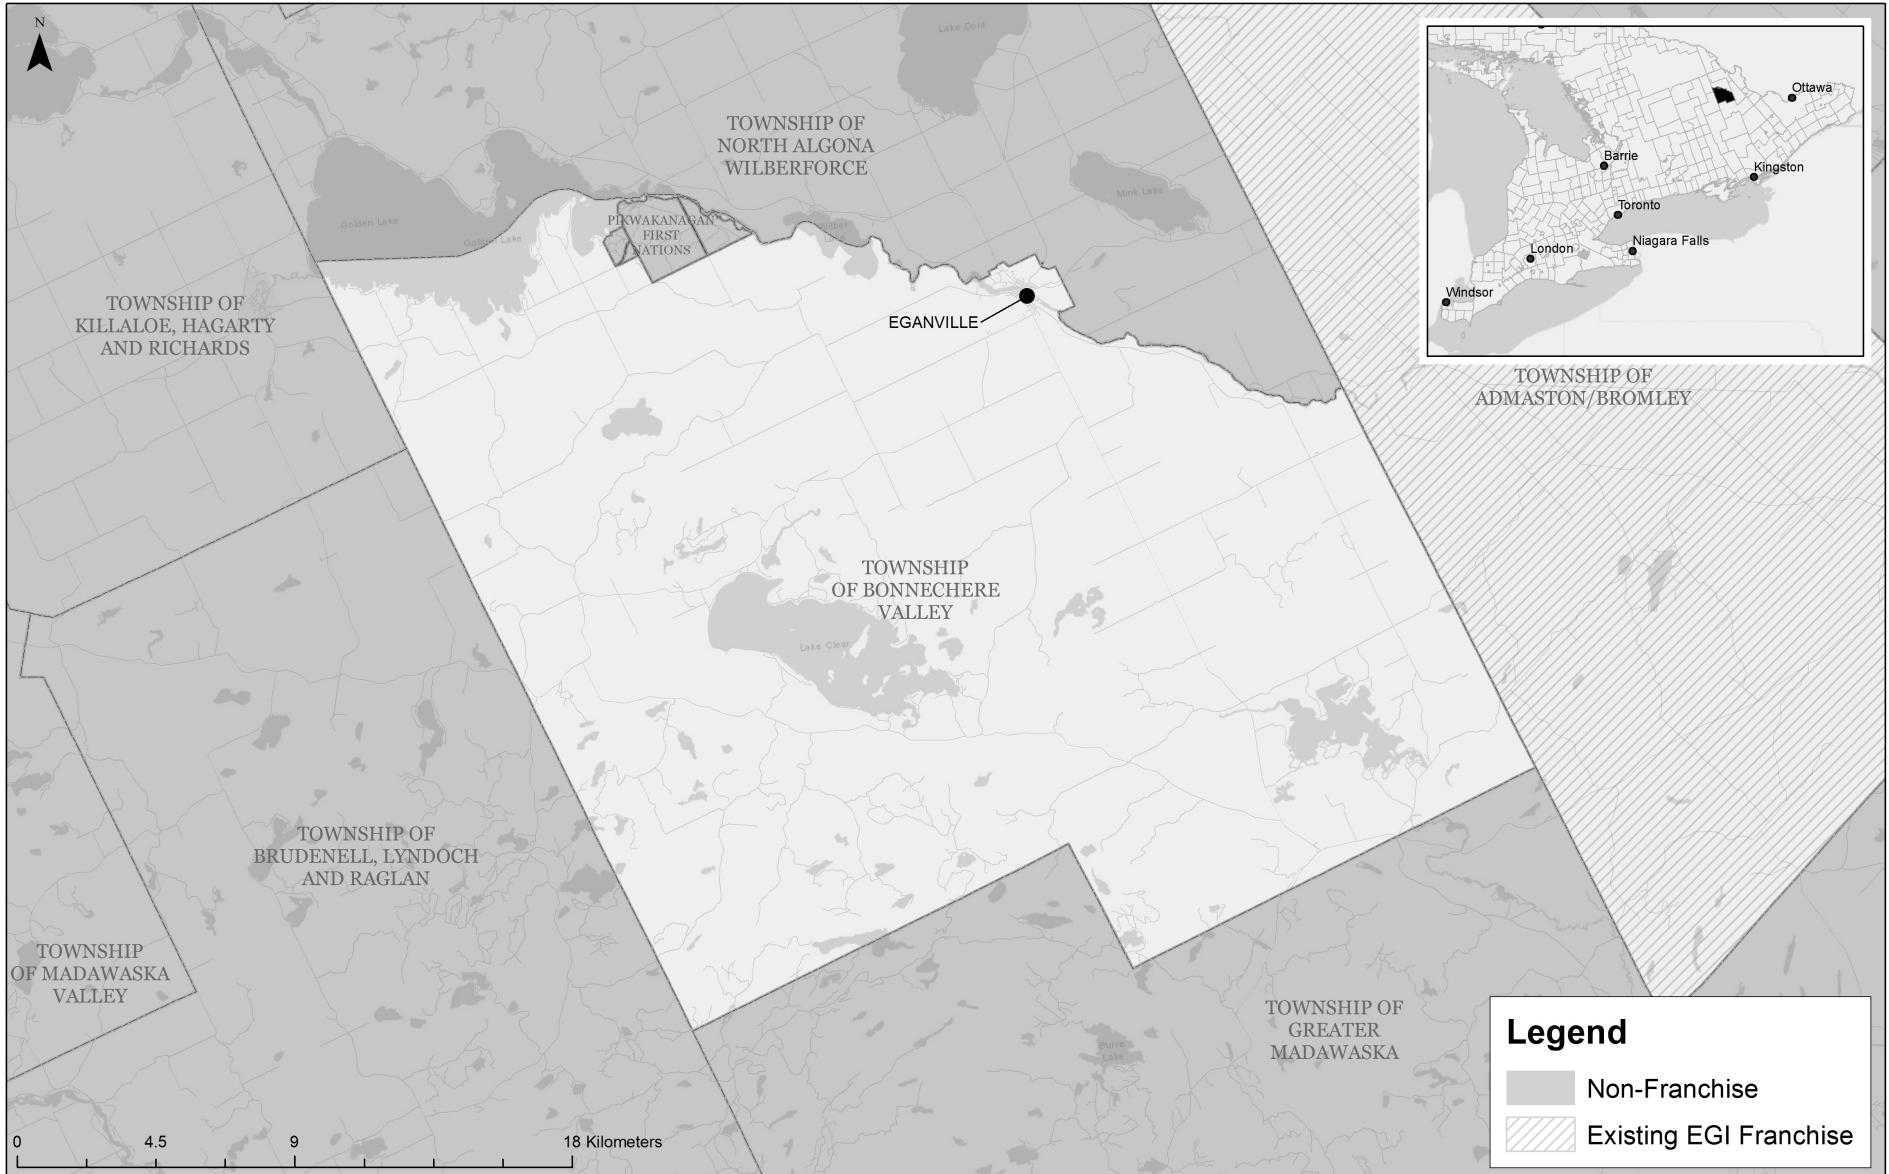 N
Lake Doré
TOWNSHIP OF
NORTH ALGONA
WILBERFORCE
Mink Lake
Golden Lake
Golden Lake
PIKWAKANAGAN
FIRST
NATIONS
Wilber
Lake
EGANVILLE
TOWNSHIP OF
KILLALOE, HAGARTY
AND RICHARDS
Ottawa
Barrie
Kingston
Toronto
Niagara Falls
London
Windsor
TOWNSHIP OF
ADMASTON/BROMLEY
TOWNSHIP
OF BONNECHERE
VALLEY
Lake Clear
TOWNSHIP OF
BRUDENELL, LYNDOCH
AND RAGLAN
TOWNSHIP
OF MADAWASKA
VALLEY
TOWNSHIP OF
GREATER
MADAWASKA
Lake
0 4.5 9 18 Kilometers
Legend
Non-Franchise
Existing EGI Franchise